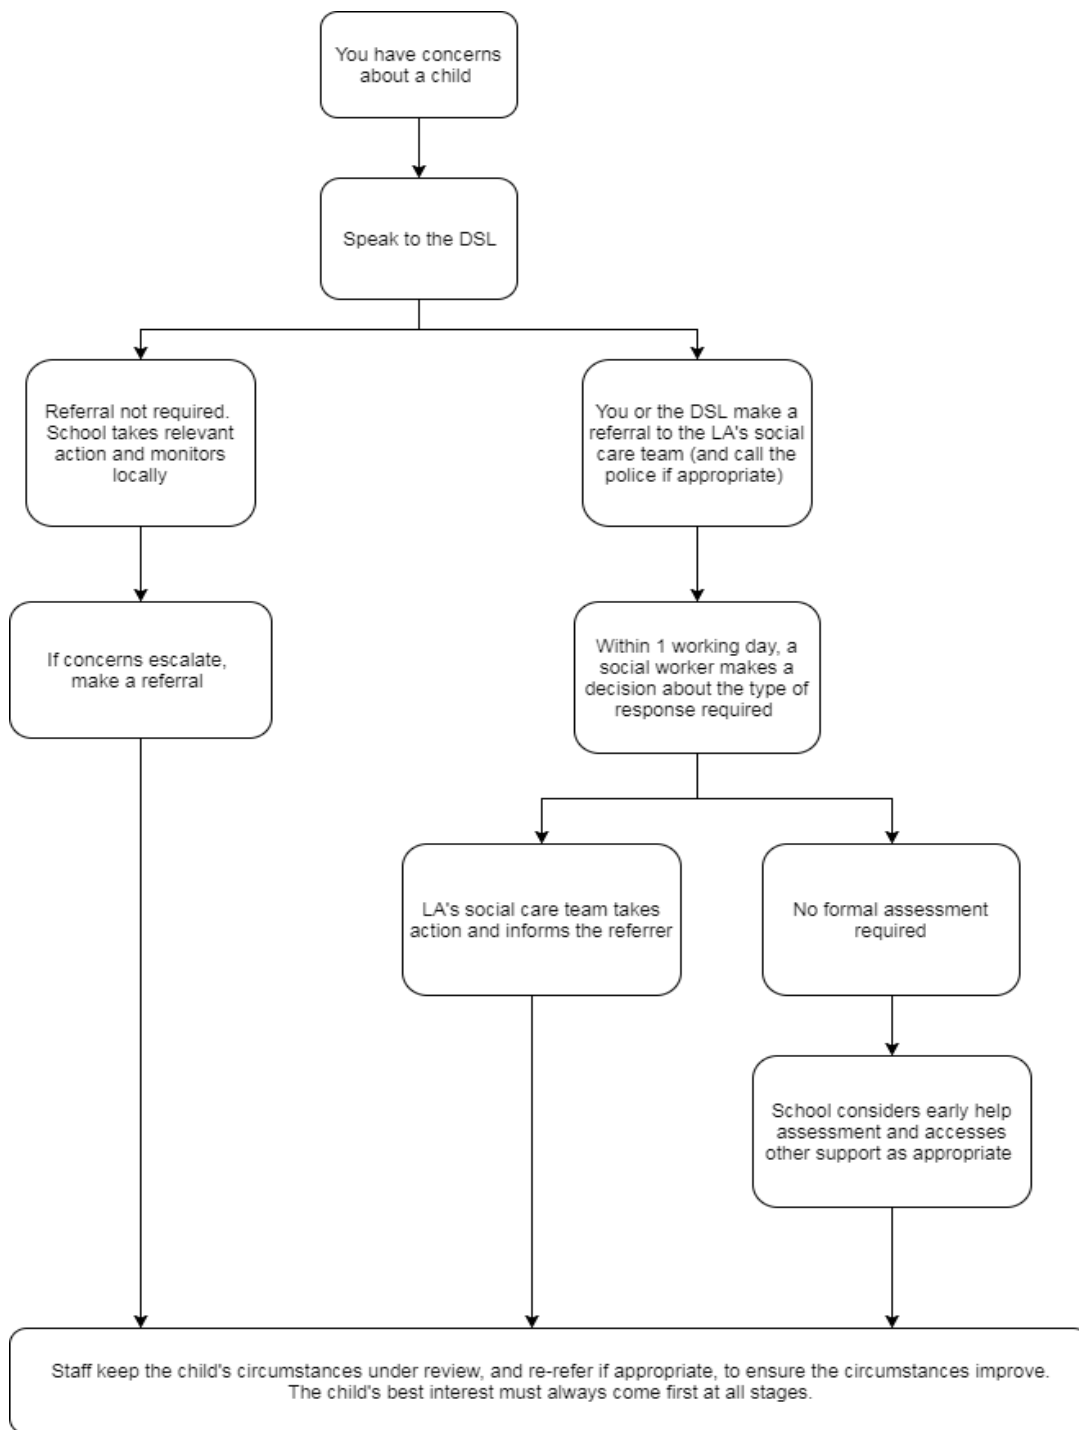 You have concerns
about a child
Speak to the DSL
Referral not required.
School takes relevant
action and monitors
locally
You or the DSL make a
referral to the LA's social
care team (and call the
police if appropriate)
If concerns escalate,
make a referral
Within 1 working day, a
social worker makes a
decision about the type of
response required
LA's social care team takes
action and informs the referrer
No formal assessment
required
School considers early help
assessment and accesses
other support as appropriate
Staff keep the child's circumstances under review, and re-refer if appropriate, to ensure the circumstances improve.
The child's best interest must always come first at all stages.